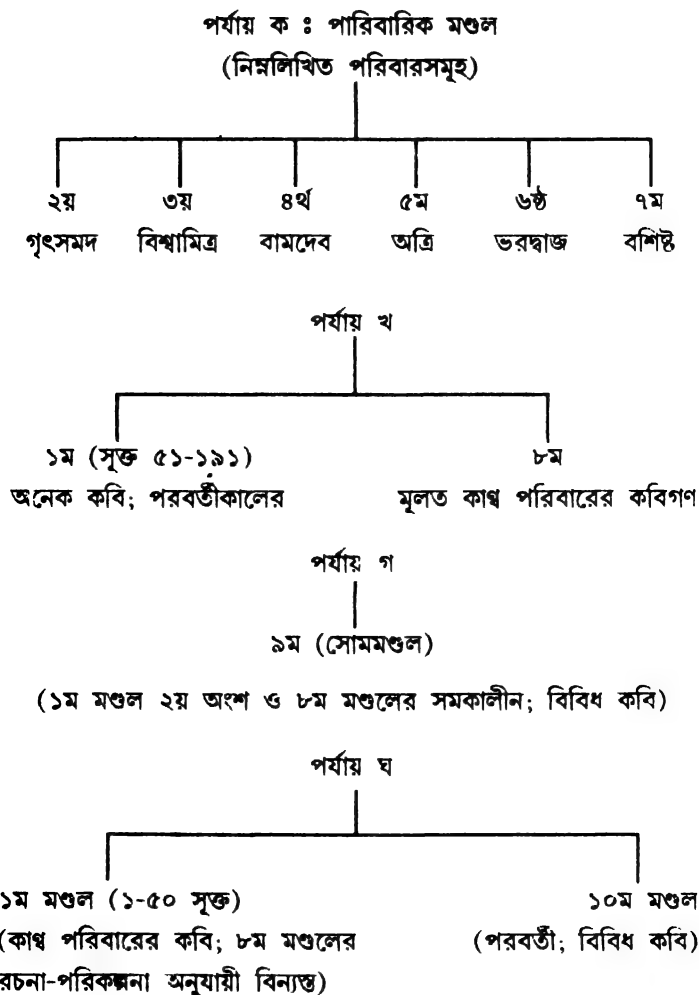 পর্যায় ক : পারিবারিক মণ্ডল
(নিম্নলিখিত পরিবারসমূহ)
২য় ৩য় ৪র্থ ৫ম ৬ষ্ঠ ৭ম
গৃৎসমদ বিশ্বামিত্র বামদেব অত্রি ভরদ্বাজ বশিষ্ট
পর্যায় খ
১ম (সূক্ত ৫১-১৯১) ৮ম
অনেক কবি; পরবর্তীকালের মূলত কাণ্ব পরিবারের কবিগণ
পর্যায় গ
৯ম (সোমমণ্ডল)
(১ম মণ্ডল ২য় অংশ ও ৮ম মণ্ডলের সমকালীন; বিবিধ কবি)
পর্যায় ঘ
১ম মণ্ডল (১-৫০ সূক্ত) ১০ম মণ্ডল
(কাণ্ব পরিবারের কবি; ৮ম মণ্ডলের (পরবর্তী; বিবিধ কবি)
রচনা-পরিকল্পনা অনুযায়ী বিন্যস্ত)